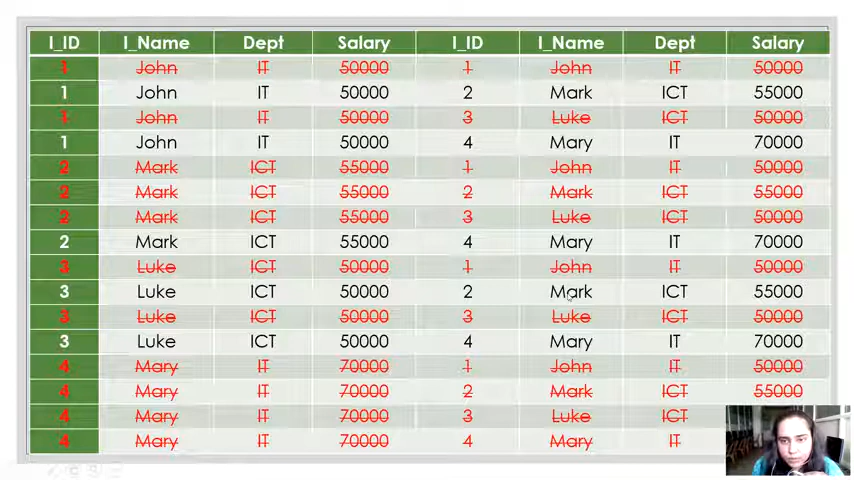 I_ID I_Name Dept Salary I_ID I_Name Dept Salary
1 John IT 50000 1 John IT 50000
1 John IT 50000 2 Mark ICT 55000
1 John IT 50000 3 Luke ICT 50000
1 John IT 50000 4 Mary IT 70000
2 Mark ICT 55000 1 John IT 50000
2 Mark ICT 55000 2 Mark ICT 55000
2 Mark ICT 55000 3 Luke ICT 50000
2 Mark ICT 55000 4 Mary IT 70000
3 Luke ICT 50000 1 John IT 50000
3 Luke ICT 50000 2 Mark ICT 55000
3 Luke ICT 50000 3 Luke ICT 50000
3 Luke ICT 50000 4 Mary IT 70000
4 Mary IT 70000 1 John IT 50000
4 Mary IT 70000 2 Mark ICT 55000
4 Mary IT 70000 3 Luke ICT
4 Mary IT 70000 4 Mary IT